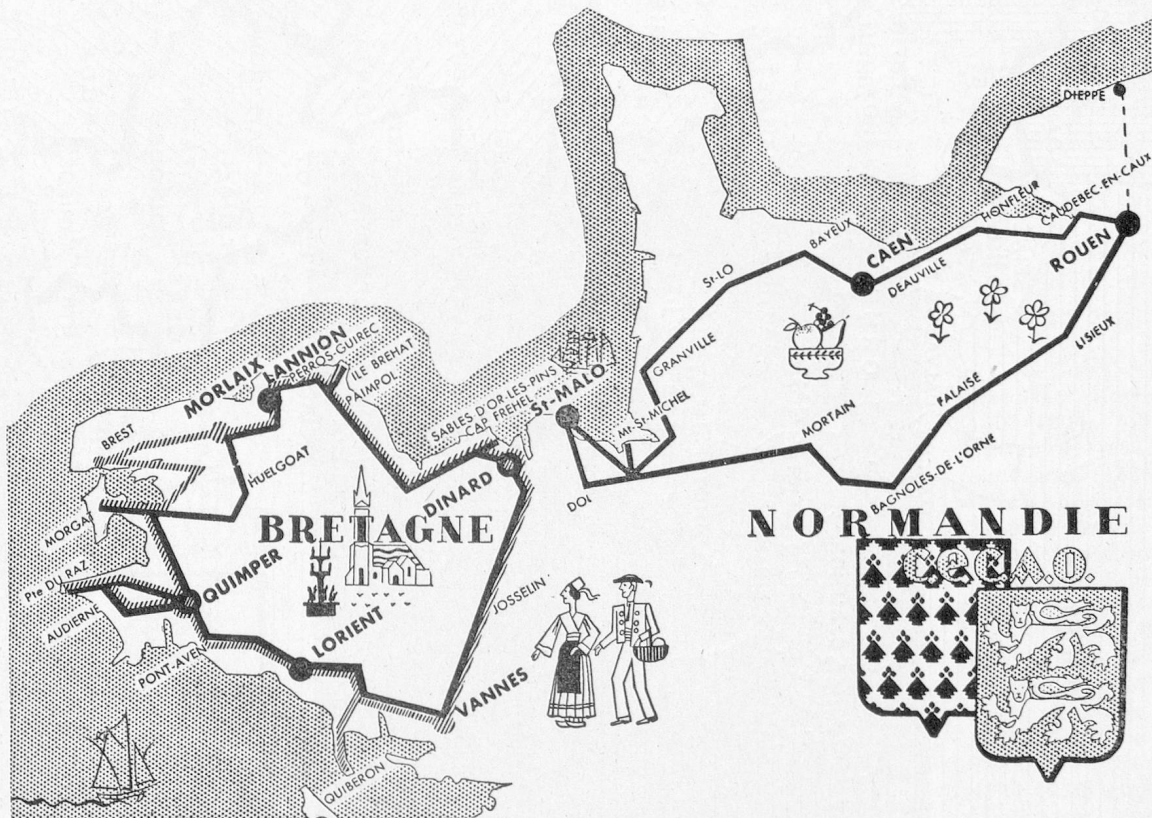 DIEPPE
HONFLEUR
CAUDEBEC-EN-CAUX
ROUEN
BAYEUX
CAEN
DEAUVILLE
St-LO
GRANVILLE
LISIEUX
FALAISE
MORTAIN
BAGNOLES-DE-L'ORNE
Mt-St-MICHEL
St-MALO
DOL
SABLES D'OR-LES-PINS
CAP FREHEL
DINARD
MORLAIX
LANNION
PERROS-GUIREC
ILE BREHAT
PAIMPOL
BREST
HUELGOAT
MORGAT
BRETAGNE
NORMANDIE
Pte DU RAZ
AUDIERNE
QUIMPER
JOSSELIN
LORIENT
PONT-AVEN
VANNES
QUIBERON